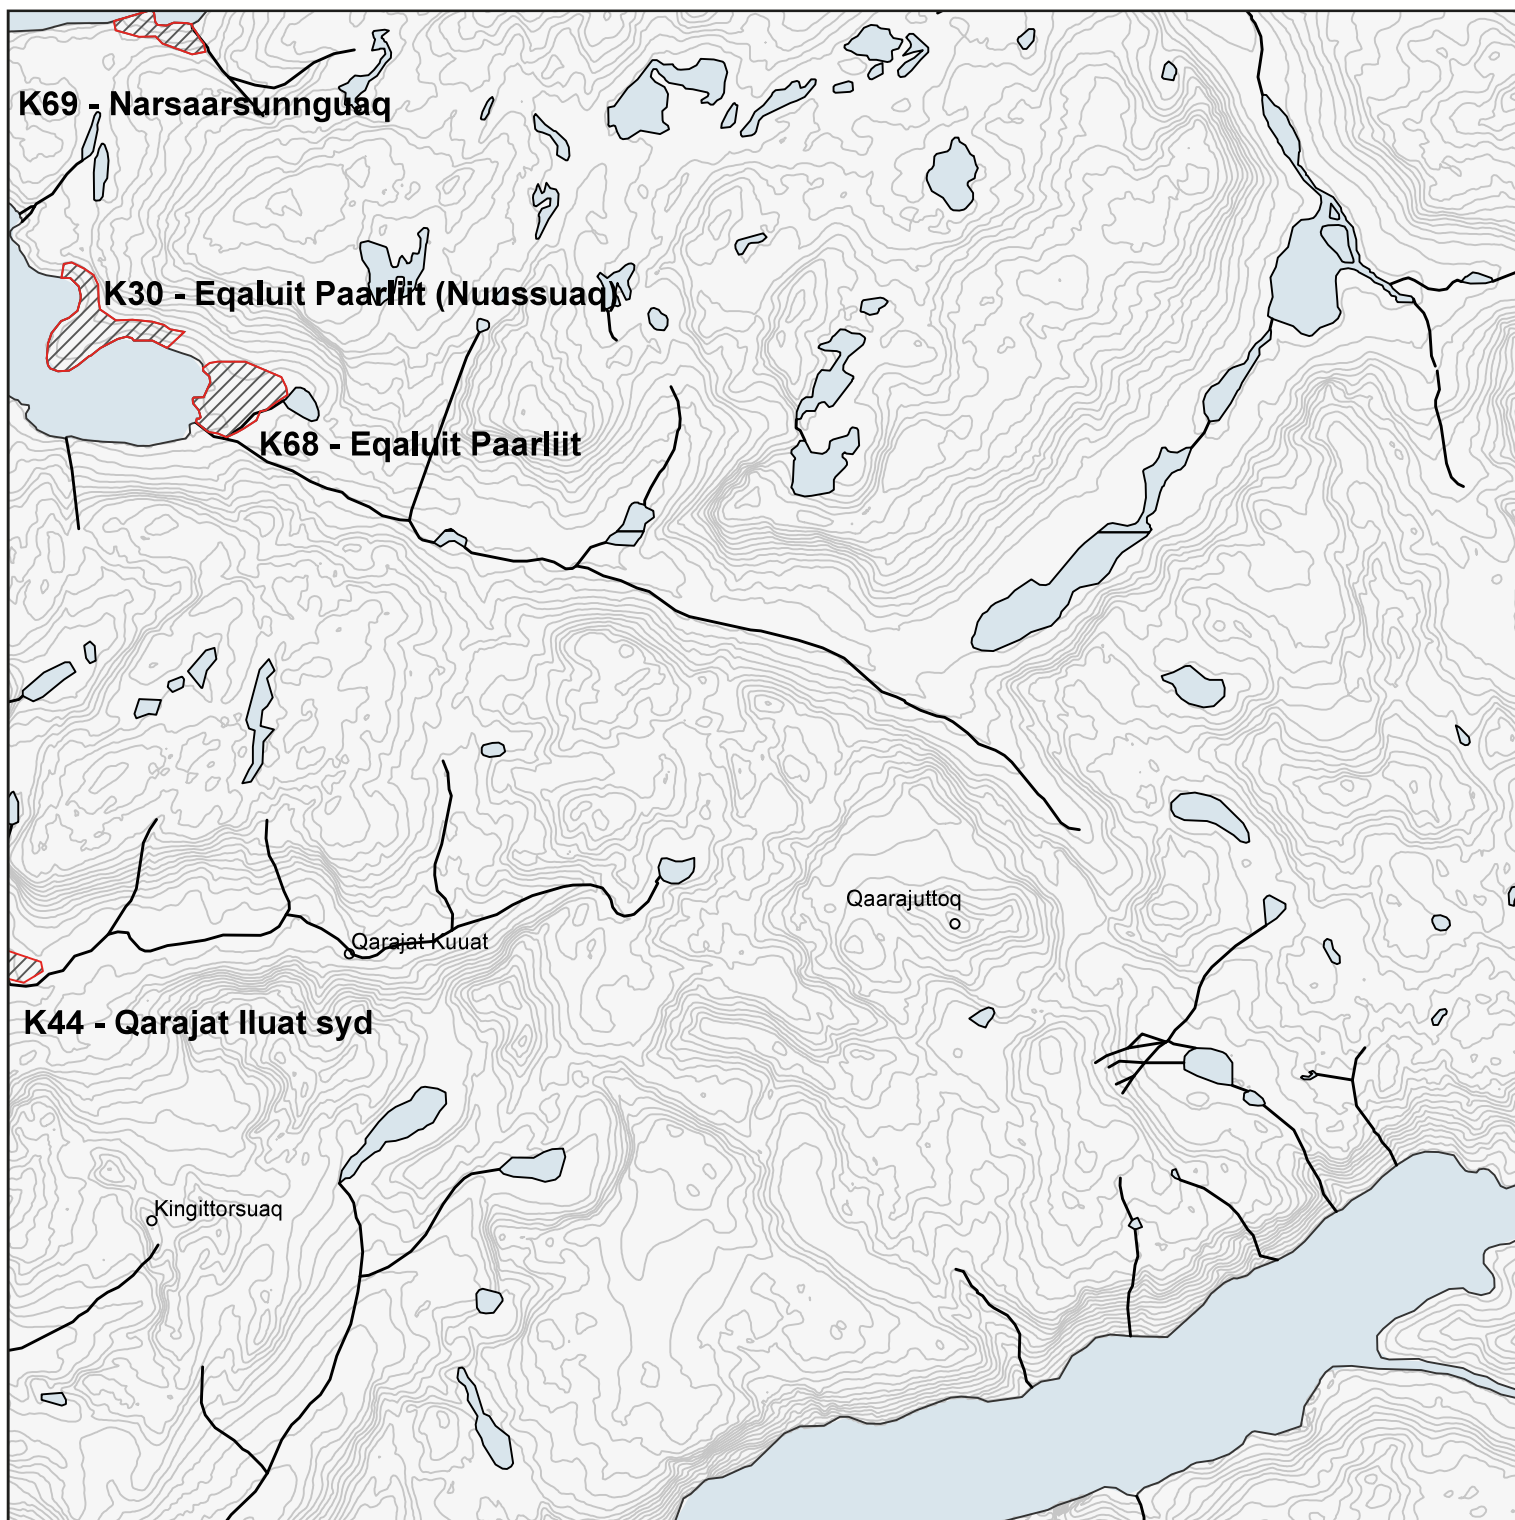 K69 - Narsaarsunnguaq
K30 - Eqaluit Paarliit (Nuussuaq)
K68 - Eqaluit Paarliit
Qaarajuttoq
Qarajat Kuuat
K44 - Qarajat Iluat syd
Kingittorsuaq